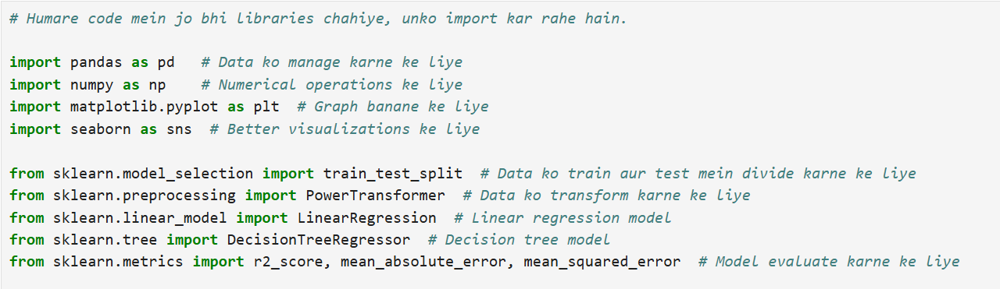 # Humare code mein jo bhi libraries chahiye, unko import kar rahe hain.
import pandas as pd   # Data ko manage karne ke liye
import numpy as np    # Numerical operations ke liye
import matplotlib.pyplot as plt  # Graph banane ke liye
import seaborn as sns  # Better visualizations ke liye
from sklearn.model_selection import train_test_split  # Data ko train aur test mein divide karne ke liye
from sklearn.preprocessing import PowerTransformer  # Data ko transform karne ke liye
from sklearn.linear_model import LinearRegression  # Linear regression model
from sklearn.tree import DecisionTreeRegressor  # Decision tree model
from sklearn.metrics import r2_score, mean_absolute_error, mean_squared_error  # Model evaluate karne ke liye